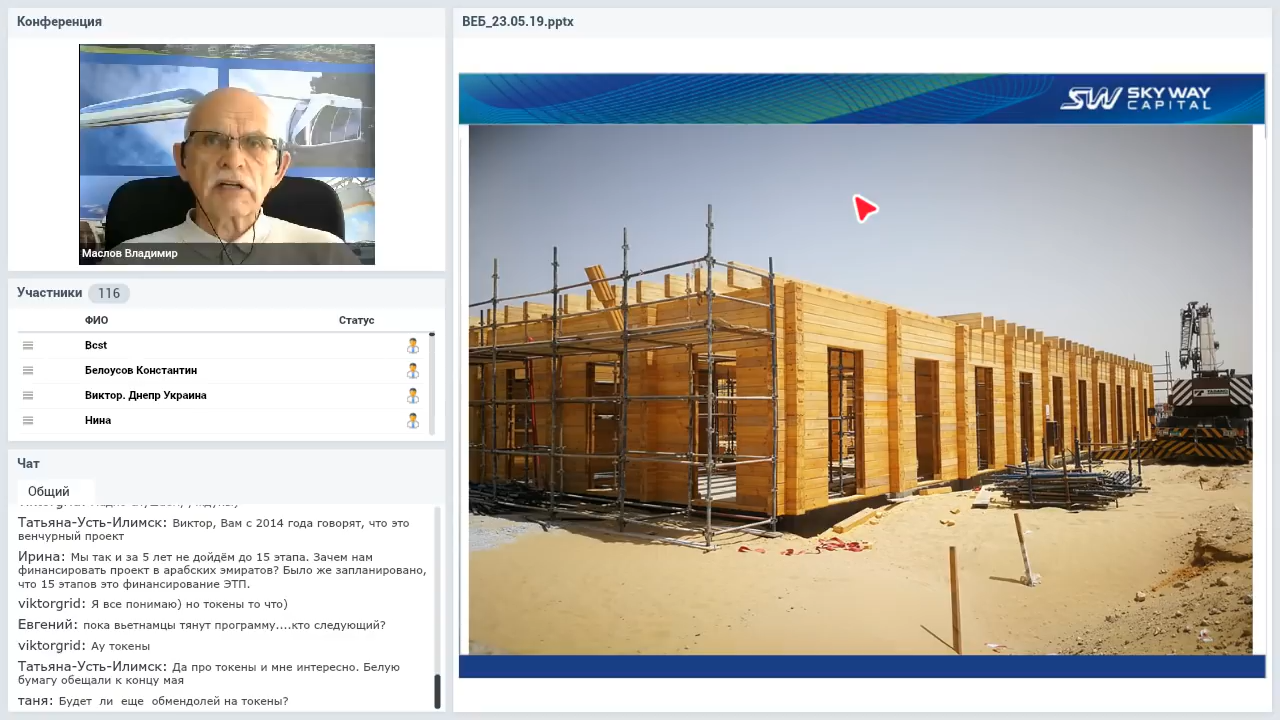 Конференция
Маслов Владимир
Участники 116
ФИО Статус
Bcst
Белоусов Константин
Виктор. Днепр Украина
Нина
Чат
Общий
Татьяна-Усть-Илимск: Виктор, Вам с 2014 года говорят, что это
венчурный проект
Ирина: Мы так и за 5 лет не дойдём до 15 этапа. Зачем нам
финансировать проект в арабских эмиратов? Было же запланировано,
что 15 этапов это финансирование ЭТП.
viktorgrid: Я все понимаю) но токены то что)
Евгений: пока вьетнамцы тянут программу....кто следующий?
viktorgrid: Ау токены
Татьяна-Усть-Илимск: Да про токены и мне интересно. Белую
бумагу обещали к концу мая
таня: Будет ли еще обмендолей на токены?
ВЕБ_23.05.19.pptx
SW SKY WAY
CAPITAL